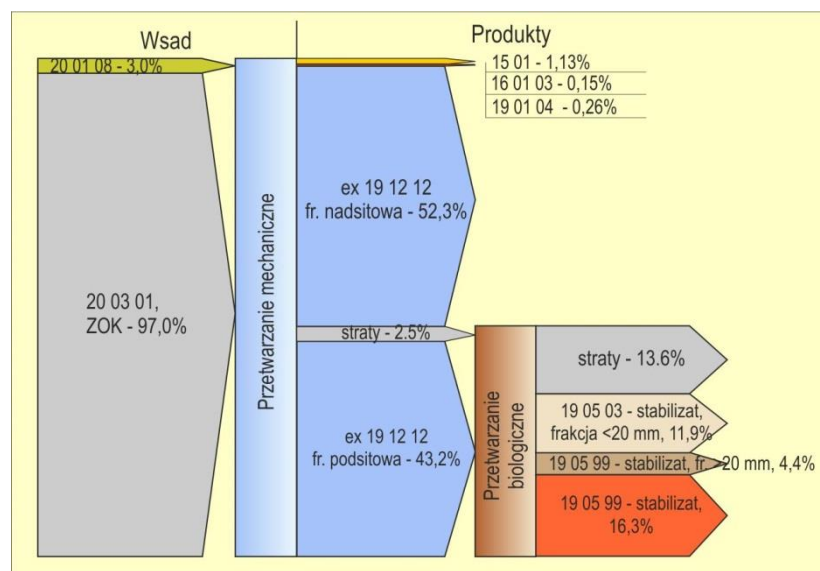 Wsad
Produkty
20 01 08 - 3,0%
15 01 - 1,13%
16 01 03 - 0,15%
19 01 04 - 0,26%
ex 19 12 12
fr. nadsitowa - 52,3%
Przetwarzanie mechaniczne
20 03 01,
ZOK - 97,0%
straty - 2.5%
ex 19 12 12
fr. podsitowa - 43,2%
Przetwarzanie
biologiczne
straty - 13.6%
19 05 03 - stabilizat,
frakcja <20 mm, 11,9%
19 05 99 - stabilizat, fr. 20 mm, 4,4%
19 05 99 - stabilizat,
16,3%